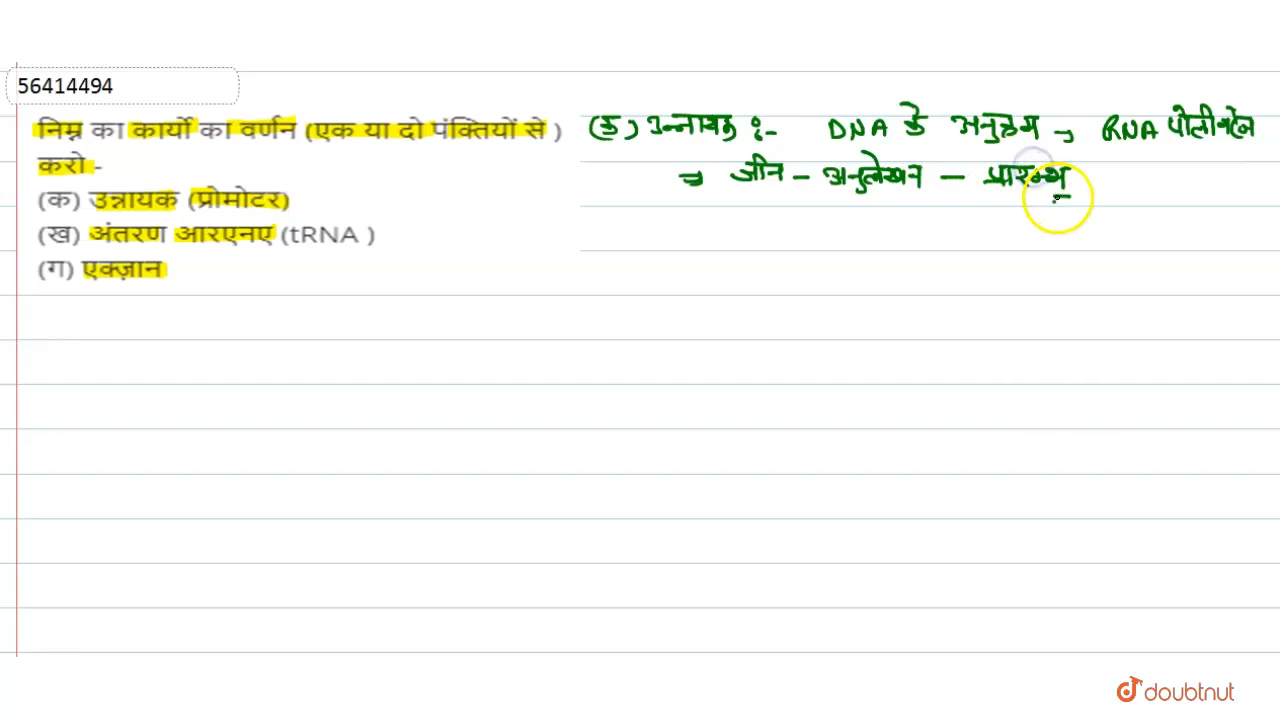 56414494
निम्न का कार्यो का वर्णन (एक या दो पंक्तियों से )
करो -
(क) उन्नायक (प्रोमोटर)
(ख) अंतरण आरएनए (tRNA )
(ग) एक्ज़ान
(क) उन्नायक :- DNA के अनुक्रम → RNA पोलीमरेज
⇒ जीन - अनुलेखन - प्रारम्भ
doubtnut